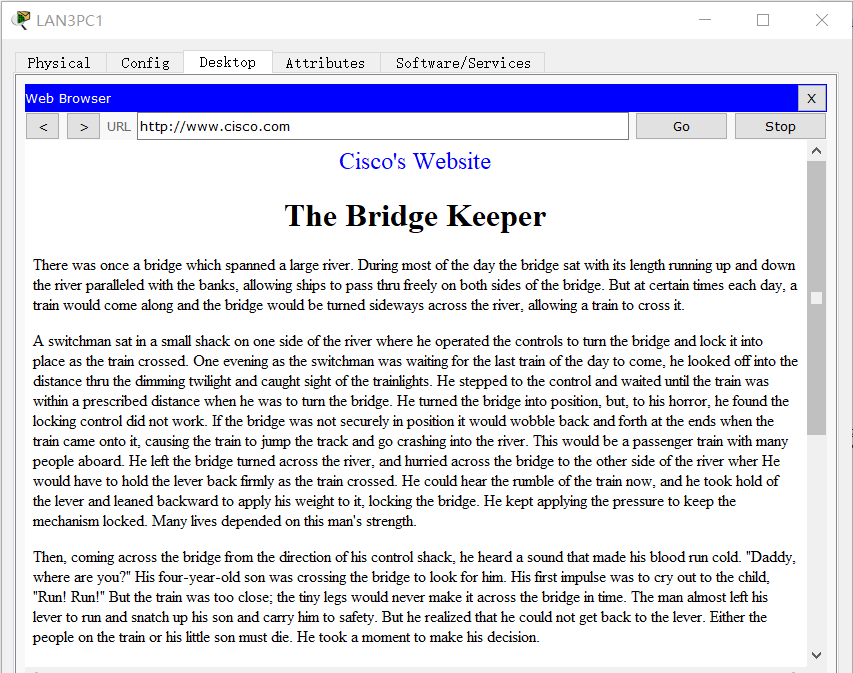 LAN3PC1
Physical Config Desktop Attributes Software/Services
Web Browser X
< > URL http://www.cisco.com Go Stop
Cisco's Website
The Bridge Keeper
There was once a bridge which spanned a large river. During most of the day the bridge sat with its length running up and down
the river paralleled with the banks, allowing ships to pass thru freely on both sides of the bridge. But at certain times each day, a
train would come along and the bridge would be turned sideways across the river, allowing a train to cross it.
A switchman sat in a small shack on one side of the river where he operated the controls to turn the bridge and lock it into
place as the train crossed. One evening as the switchman was waiting for the last train of the day to come, he looked off into the
distance thru the dimming twilight and caught sight of the trainlights. He stepped to the control and waited until the train was
within a prescribed distance when he was to turn the bridge. He turned the bridge into position, but, to his horror, he found the
locking control did not work. If the bridge was not securely in position it would wobble back and forth at the ends when the
train came onto it, causing the train to jump the track and go crashing into the river. This would be a passenger train with many
people aboard. He left the bridge turned across the river, and hurried across the bridge to the other side of the river wher He
would have to hold the lever back firmly as the train crossed. He could hear the rumble of the train now, and he took hold of
the lever and leaned backward to apply his weight to it, locking the bridge. He kept applying the pressure to keep the
mechanism locked. Many lives depended on this man's strength.
Then, coming across the bridge from the direction of his control shack, he heard a sound that made his blood run cold. "Daddy,
where are you?" His four-year-old son was crossing the bridge to look for him. His first impulse was to cry out to the child,
"Run! Run!" But the train was too close; the tiny legs would never make it across the bridge in time. The man almost left his
lever to run and snatch up his son and carry him to safety. But he realized that he could not get back to the lever. Either the
people on the train or his little son must die. He took a moment to make his decision.